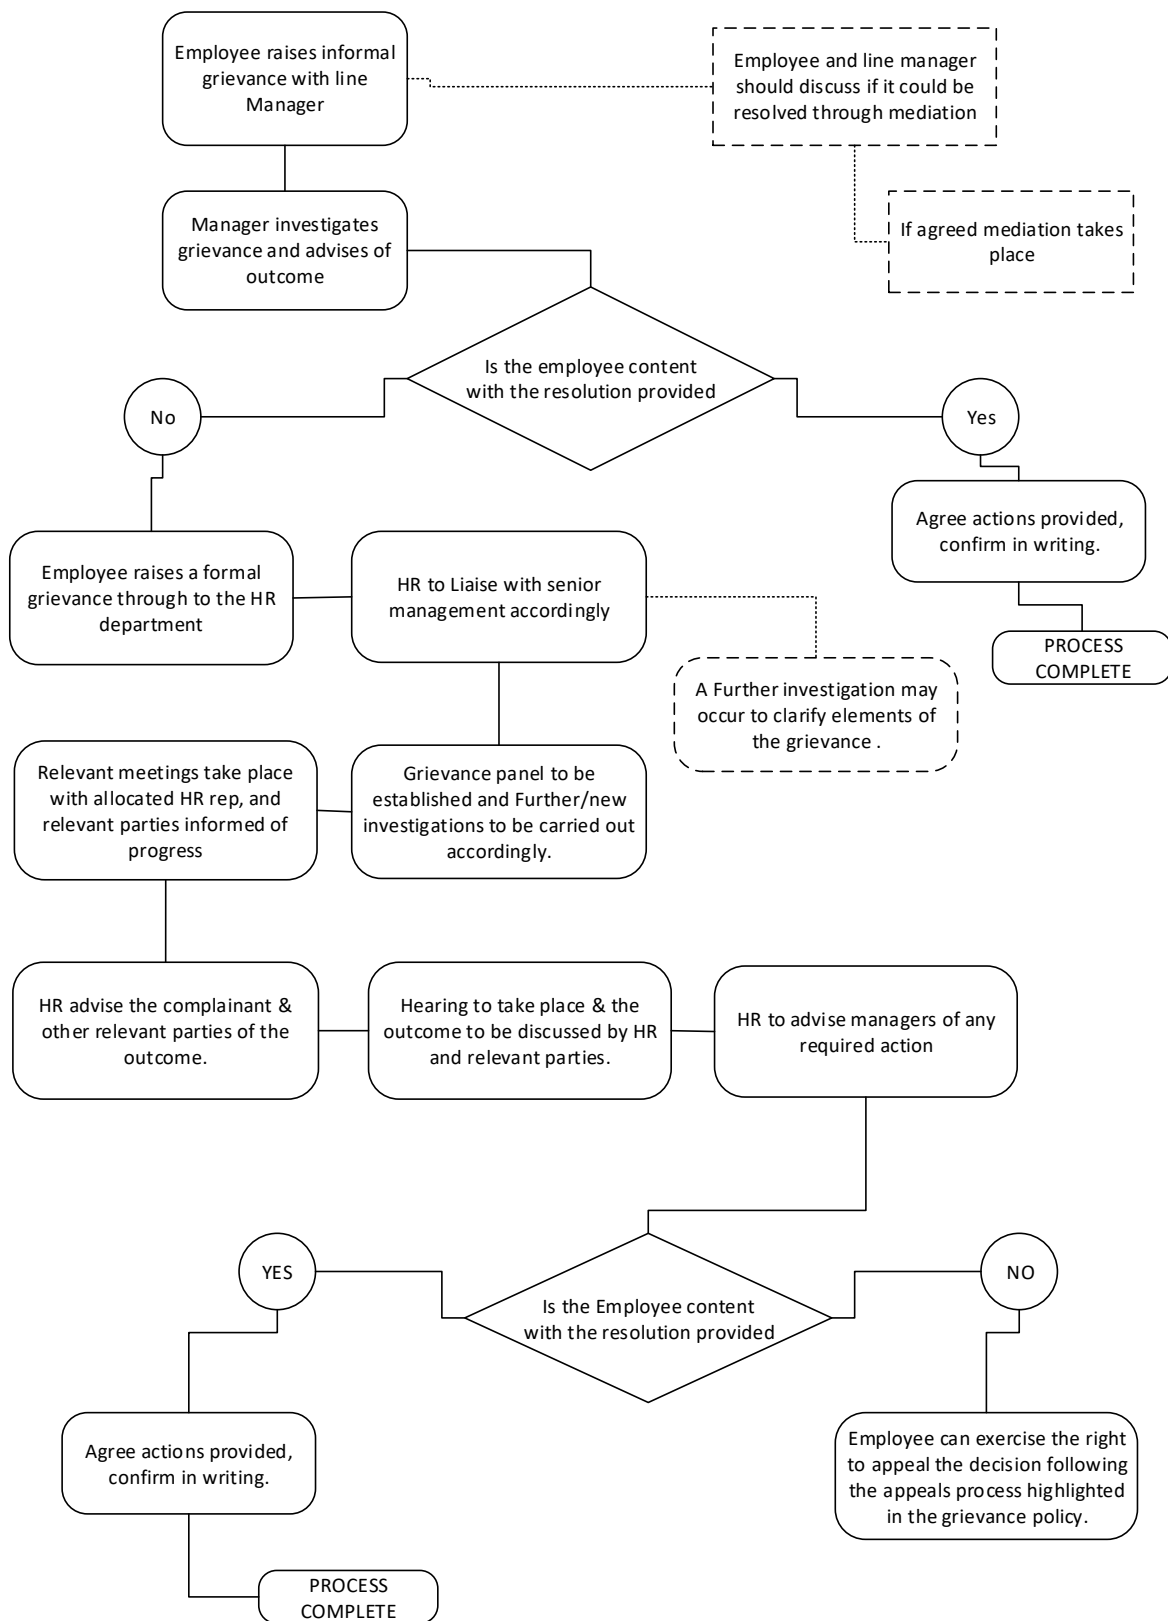 Employee raises informal
grievance with line
Manager
Employee and line manager
should discuss if it could be
resolved through mediation
Manager investigates
grievance and advises of
outcome
If agreed mediation takes
place
Is the employee content
with the resolution provided
No
Yes
Agree actions provided,
confirm in writing.
PROCESS
COMPLETE
Employee raises a formal
grievance through to the HR
department
HR to Liaise with senior
management accordingly
A Further investigation may
occur to clarify elements of
the grievance .
Grievance panel to be
established and Further/new
investigations to be carried out
accordingly.
Relevant meetings take place
with allocated HR rep, and
relevant parties informed of
progress
HR advise the complainant &
other relevant parties of the
outcome.
Hearing to take place & the
outcome to be discussed by HR
and relevant parties.
HR to advise managers of any
required action
Is the Employee content
with the resolution provided
YES
NO
Agree actions provided,
confirm in writing.
PROCESS
COMPLETE
Employee can exercise the right
to appeal the decision following
the appeals process highlighted
in the grievance policy.